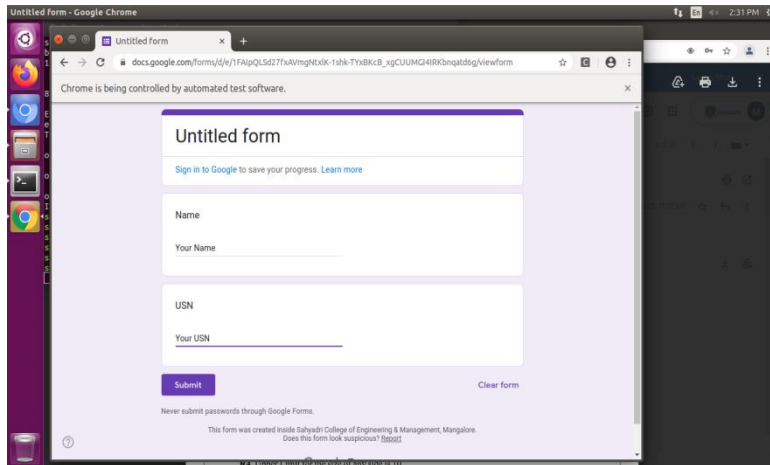 Untitled form - Google Chrome
En
2:31 PM
Untitled form
docs.google.com/forms/d/e/1FAIpQLSd27fxAVmgNtxlK-1shk-TYxBKcB_xgCUUMGl4IRKbnqatd6g/viewform
Chrome is being controlled by automated test software.
Untitled form
Sign in to Google to save your progress. Learn more
Name
Your Name
USN
Your USN
Submit
Clear form
Never submit passwords through Google Forms.
This form was created inside Sahyadri College of Engineering & Management, Mangalore.
Does this form look suspicious? Report